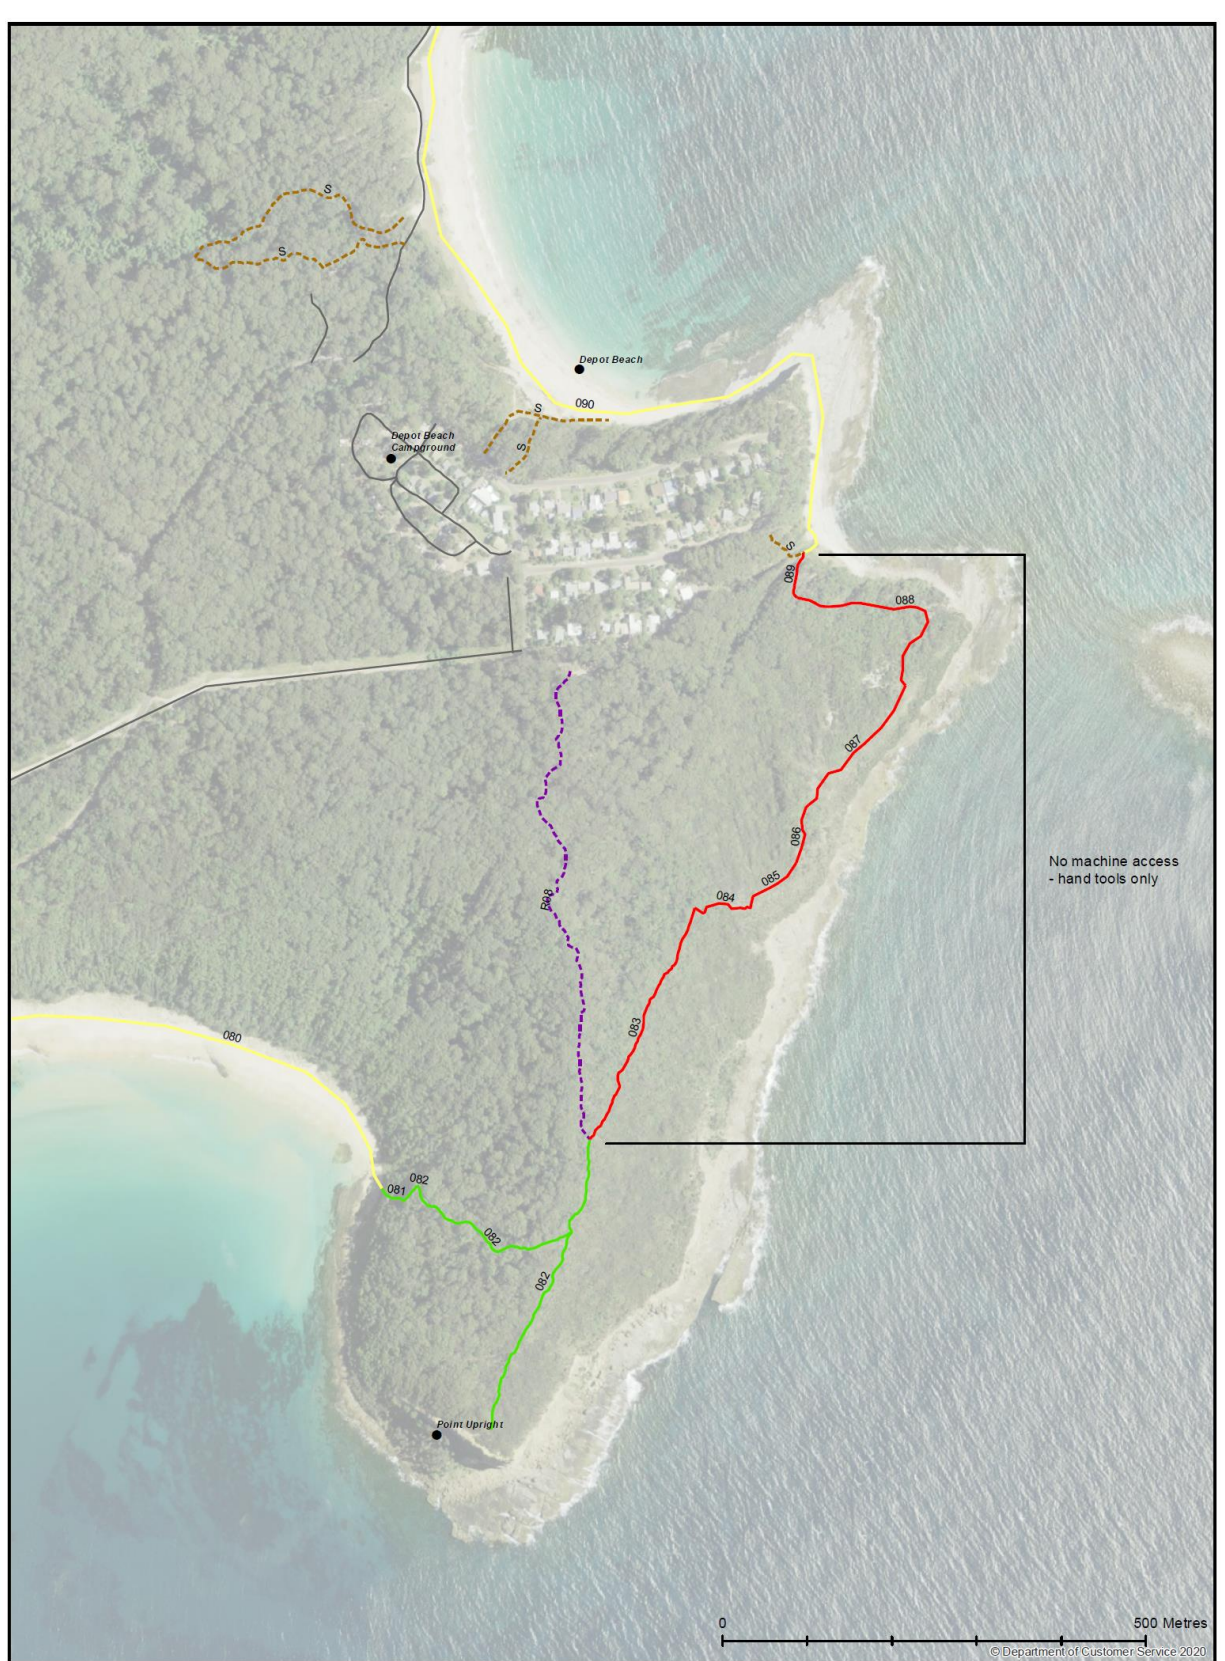 S
S
Depot Beach
090
S
S
Depot Beach
Campground
S
089
088
087
086
No machine access
- hand tools only
085
084
R08
083
080
082
081
082
082
Point Upright
0
500 Metres
© Department of Customer Service 2020